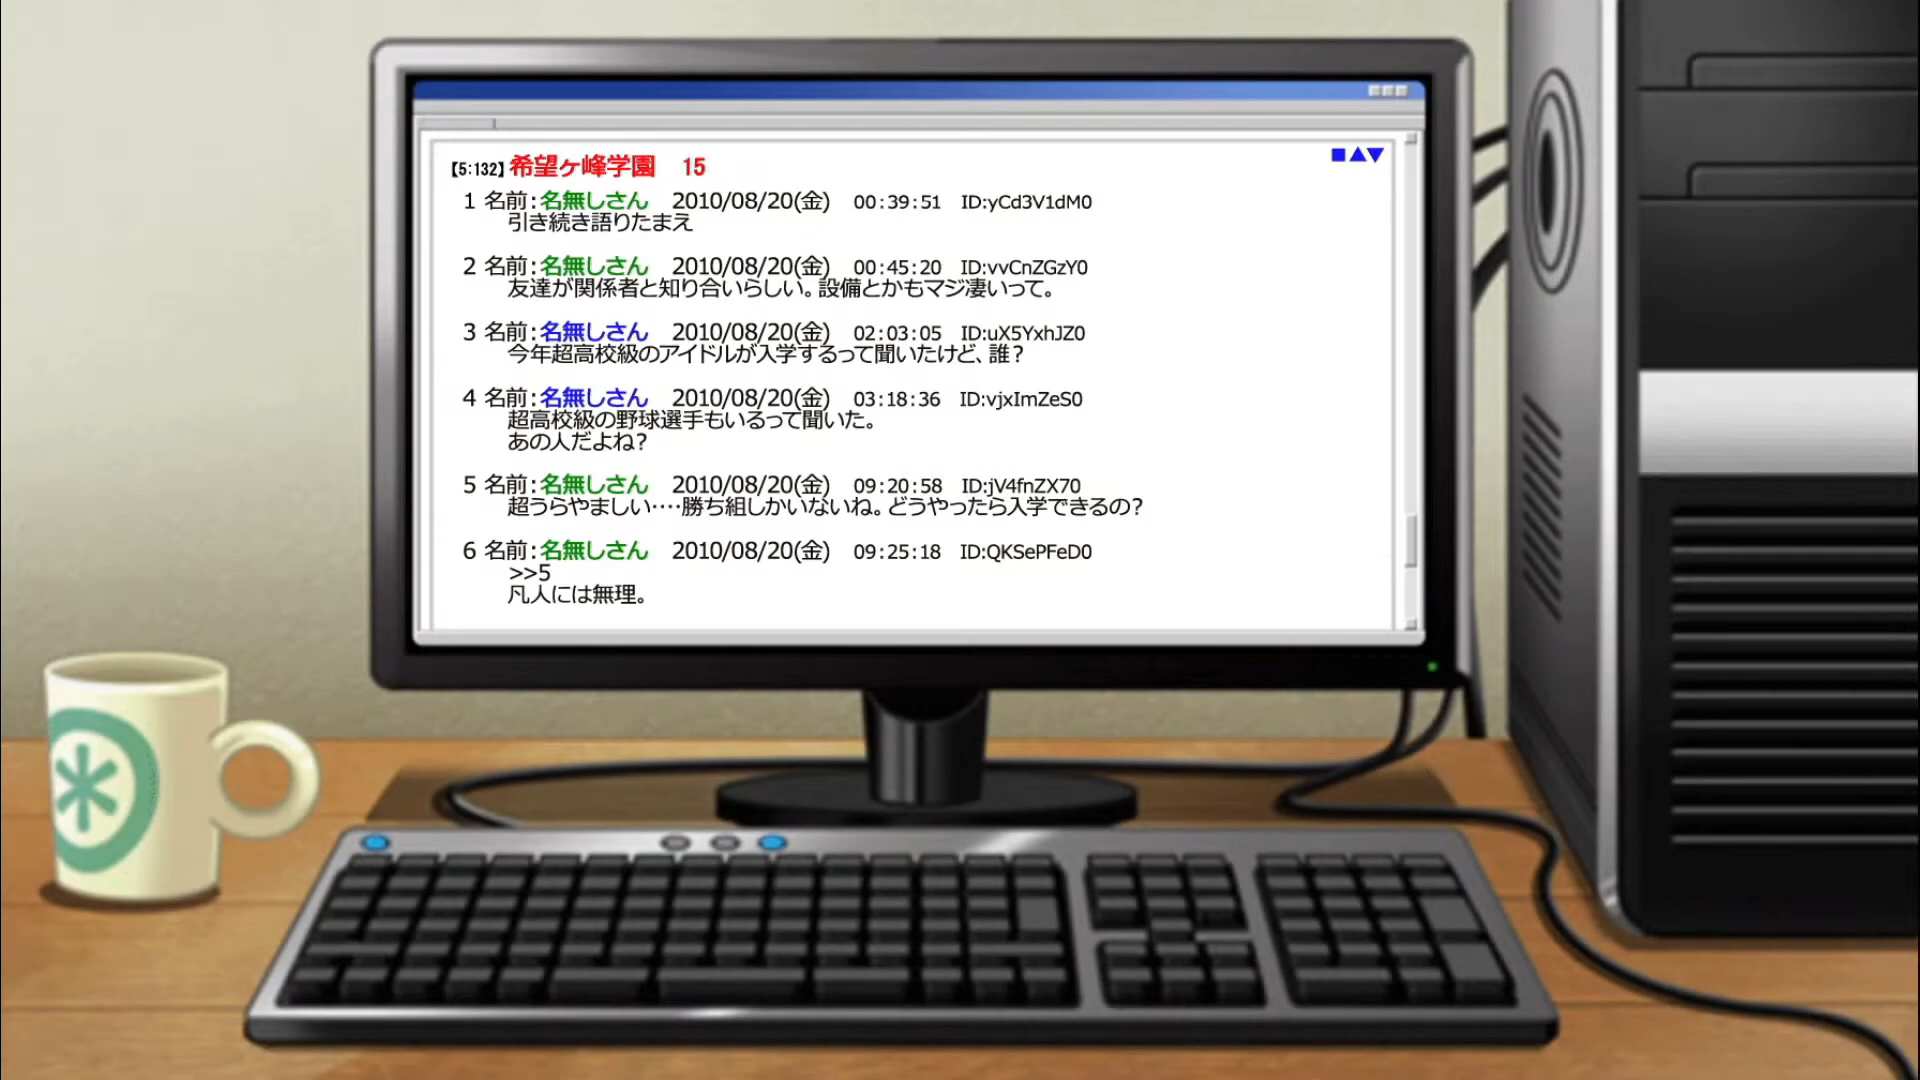 【5:132】希望ヶ峰学園　15
■▲▼
1 名前：名無しさん　2010/08/20(金)　00:39:51　ID:yCd3V1dM0
引き続き語りたまえ
2 名前：名無しさん　2010/08/20(金)　00:45:20　ID:vvCnZGzY0
友達が関係者と知り合いらしい。設備とかもマジ凄いって。
3 名前：名無しさん　2010/08/20(金)　02:03:05　ID:uX5YxhJZ0
今年超高校級のアイドルが入学するって聞いたけど、誰？
4 名前：名無しさん　2010/08/20(金)　03:18:36　ID:vjxImZeS0
超高校級の野球選手もいるって聞いた。
あの人だよね？
5 名前：名無しさん　2010/08/20(金)　09:20:58　ID:jV4fnZX70
超うらやましい‥‥勝ち組しかいないね。どうやったら入学できるの？
6 名前：名無しさん　2010/08/20(金)　09:25:18　ID:QKSePFeD0
>>5
凡人には無理。